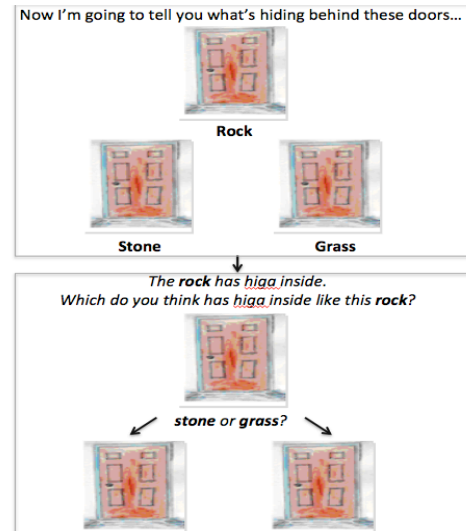 Now I'm going to tell you what's hiding behind these doors...
Rock
Stone Grass
The rock has higa inside.
Which do you think has higa inside like this rock?
stone or grass?